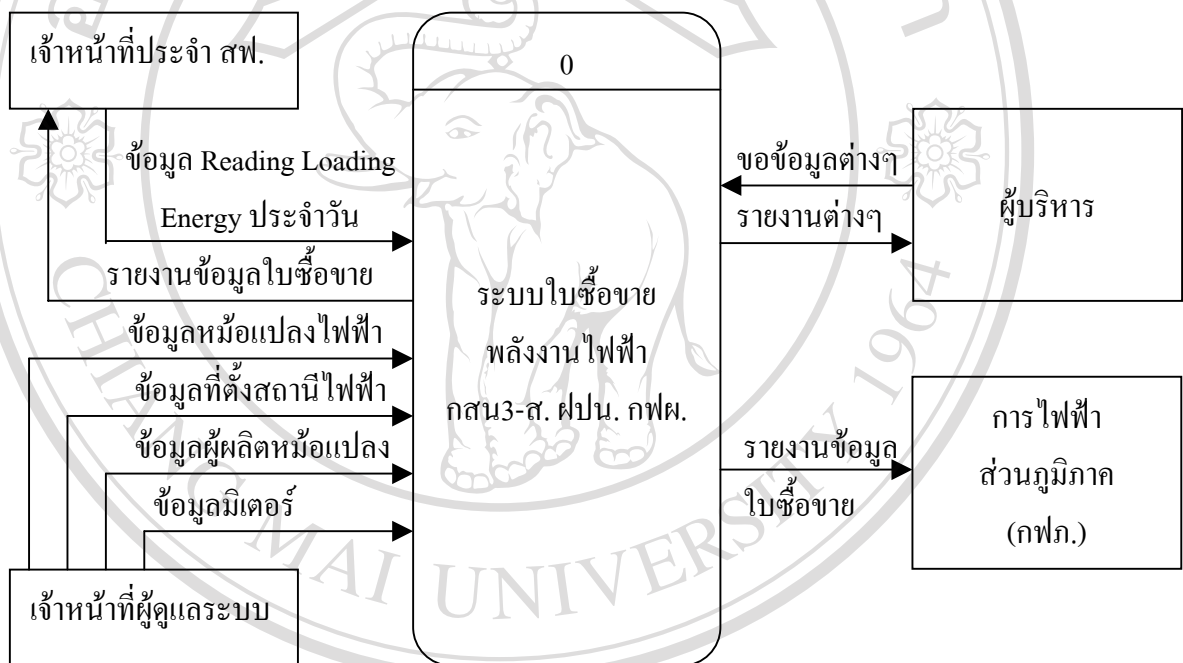 เจ้าหน้าที่ประจำ สฟ.
0
ข้อมูล Reading Loading
Energy ประจำวัน
รายงานข้อมูลใบซื้อขาย
ข้อมูลหม้อแปลงไฟฟ้า
ข้อมูลที่ตั้งสถานีไฟฟ้า
ข้อมูลผู้ผลิตหม้อแปลง
ข้อมูลมิเตอร์
เจ้าหน้าที่ผู้ดูแลระบบ
ระบบใบซื้อขาย
พลังงานไฟฟ้า
กสน3-ส. ฝปน. กฟผ.
ขอข้อมูลต่างๆ
รายงานต่างๆ
ผู้บริหาร
รายงานข้อมูล
ใบซื้อขาย
การไฟฟ้า
ส่วนภูมิภาค
(กฟภ.)
CHIANG MAI UNIVERSITY 1964